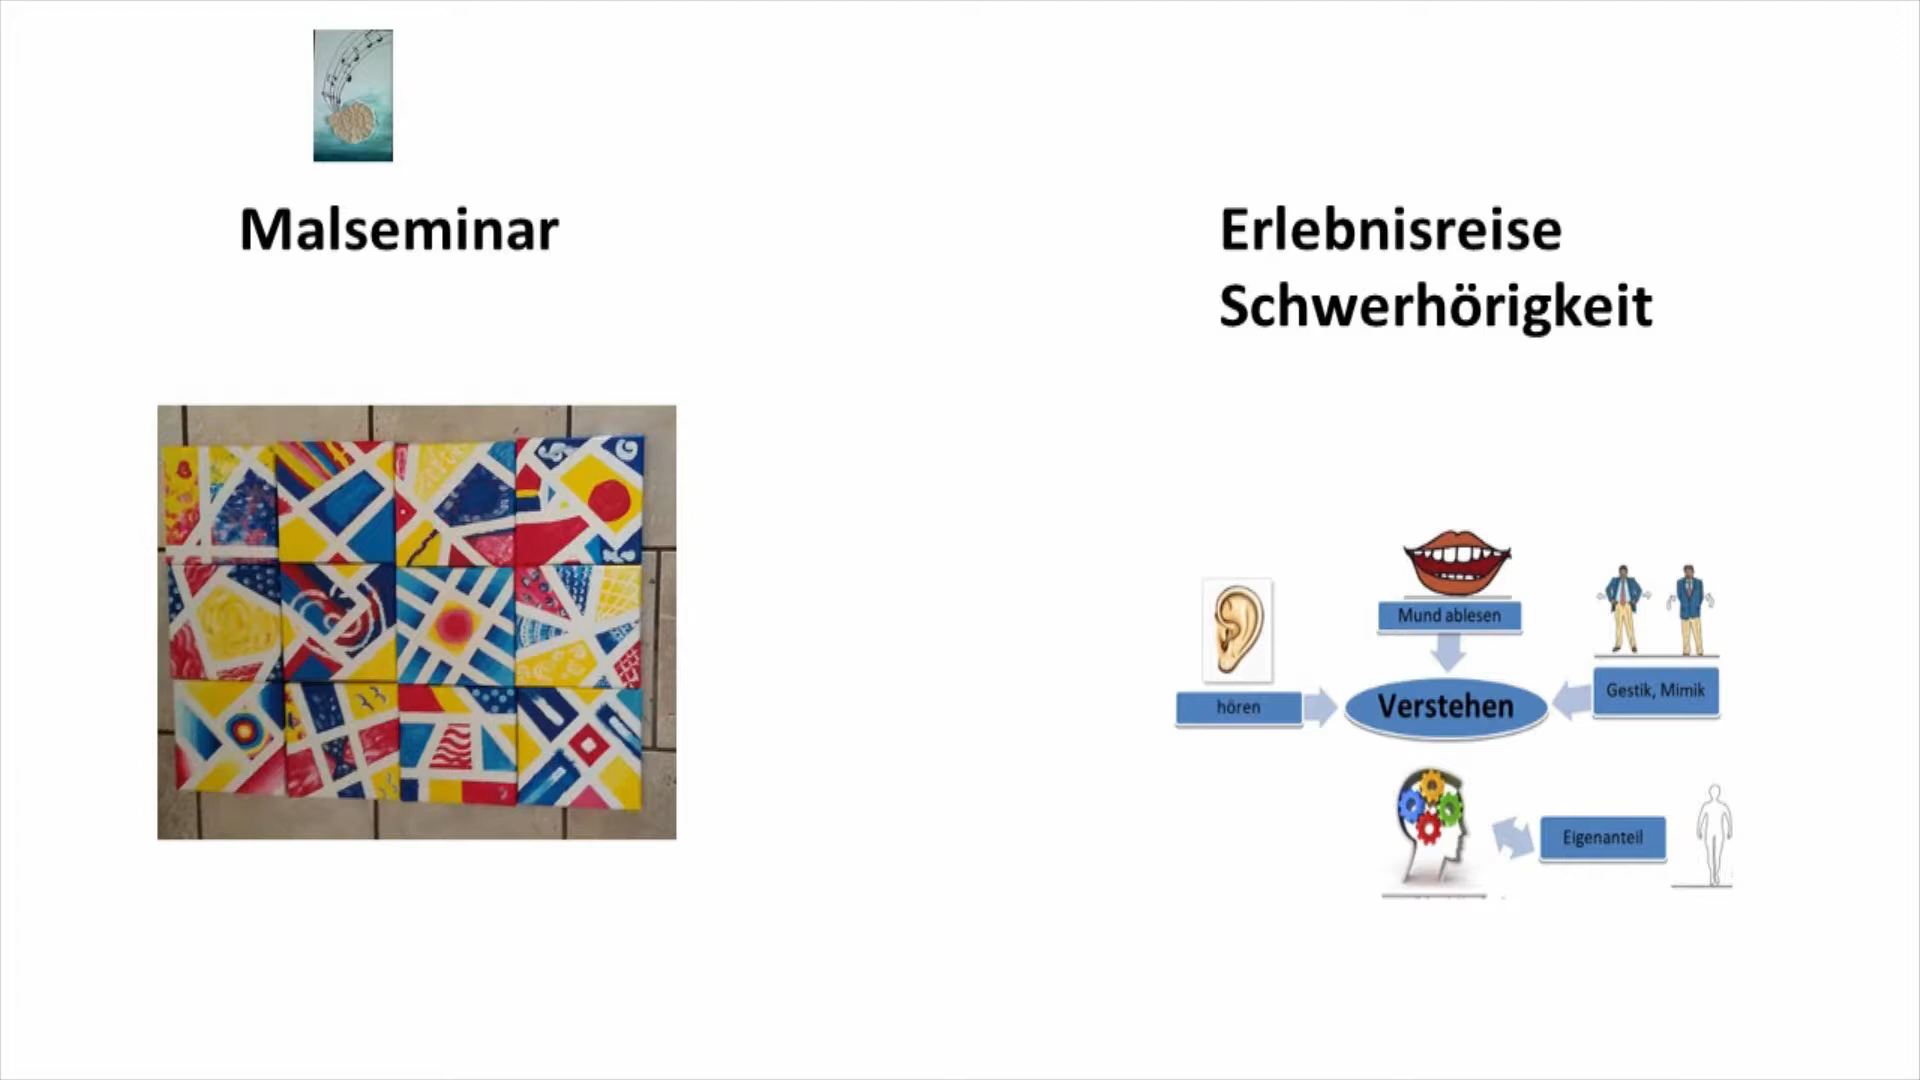 Malseminar
Erlebnisreise
Schwerhörigkeit
Mund ablesen
hören
Verstehen
Gestik, Mimik
Eigenanteil